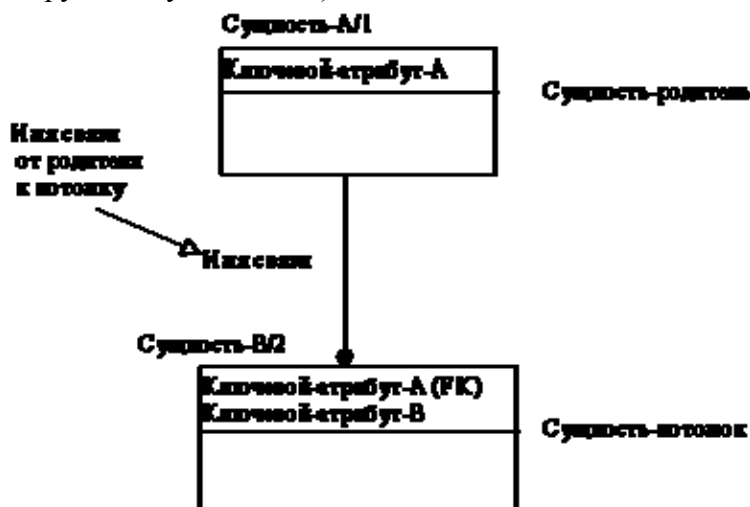 Сущность-A/1
Ключевой-атрибут-A
Сущность-родитель
Имя связи
от родителя
к потомку
Имя связи
Сущность-B/2
Ключевой-атрибут-A (FK)
Ключевой-атрибут-B
Сущность-потомок